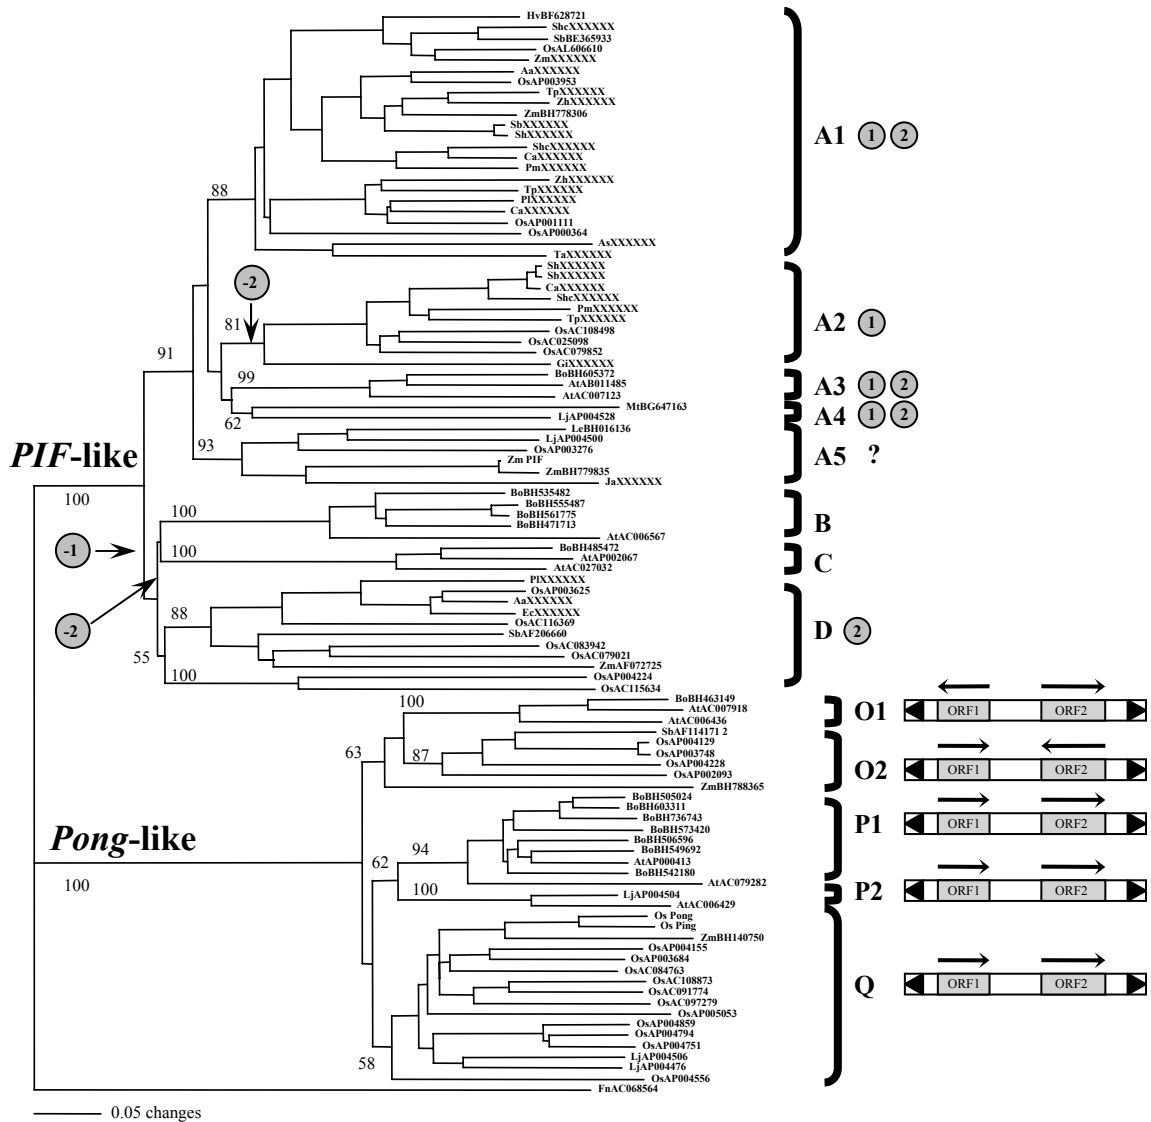 HvBF628721
ShcXXXXXX
SbBE365933
OsAL606610
ZmXXXXXX
AaXXXXXX
OsAP003953
TpXXXXXX
ZhXXXXXX
ZmBH778306
SbXXXXXX
ShXXXXXX
ShcXXXXXX
CaXXXXXX
PmXXXXXX
ZhXXXXXX
TpXXXXXX
PlXXXXXX
CaXXXXXX
OsAP001111
OsAP000364
AsXXXXXX
TaXXXXXX
88
A1 1 2
ShXXXXXX
SbXXXXXX
CaXXXXXX
ShcXXXXXX
PmXXXXXX
TpXXXXXX
OsAC108498
OsAC025098
OsAC079852
GiXXXXXX
-2
81
A2 1
91
BoBH605372
AtAB011485
AtAC007123
99
A3 1 2
MtBG647163
LjAP004528
62
A4 1 2
LeBH016136
LjAP004500
OsAP003276
Zm PIF
ZmBH779835
JaXXXXXX
93
A5 ?
PIF-like
100
BoBH535482
BoBH555487
BoBH561775
BoBH471713
AtAC006567
100
B
-1
BoBH485472
AtAP002067
AtAC027032
100
C
PlXXXXXX
OsAP003625
AaXXXXXX
EcXXXXXX
OsAC116369
SbAF206660
OsAC083942
OsAC079021
ZmAF072725
OsAP004224
OsAC115634
-2
88
55
100
D 2
BoBH463149
AtAC007918
AtAC006436
100
O1 ORF1 ORF2
SbAF114171 2
OsAP004129
OsAP003748
OsAP004228
OsAP002093
ZmBH788365
63
87
O2 ORF1 ORF2
BoBH505024
BoBH603311
BoBH736743
BoBH573420
BoBH506596
BoBH549692
AtAP000413
BoBH542180
AtAC079282
Pong-like
62
94
P1 ORF1 ORF2
100
LjAP004504
AtAC006429
100
P2 ORF1 ORF2
Os Pong
Os Ping
ZmBH140750
OsAP004155
OsAP003684
OsAC084763
OsAC108873
OsAC091774
OsAC097279
OsAP005053
OsAP004859
OsAP004794
OsAP004751
LjAP004506
LjAP004476
OsAP004556
58
Q ORF1 ORF2
FnAC068564
0.05 changes